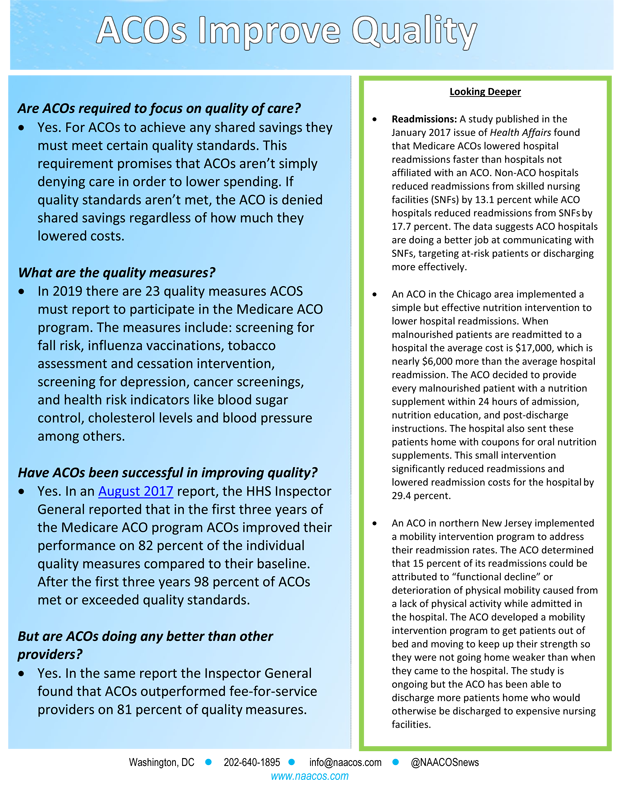 ACOs Improve Quality
Are ACOs required to focus on quality of care?
• Yes. For ACOs to achieve any shared savings they
must meet certain quality standards. This
requirement promises that ACOs aren't simply
denying care in order to lower spending. If
quality standards aren't met, the ACO is denied
shared savings regardless of how much they
lowered costs.
What are the quality measures?
• In 2019 there are 23 quality measures ACOS
must report to participate in the Medicare ACO
program. The measures include: screening for
fall risk, influenza vaccinations, tobacco
assessment and cessation intervention,
screening for depression, cancer screenings,
and health risk indicators like blood sugar
control, cholesterol levels and blood pressure
among others.
Have ACOs been successful in improving quality?
• Yes. In an August 2017 report, the HHS Inspector
General reported that in the first three years of
the Medicare ACO program ACOs improved their
performance on 82 percent of the individual
quality measures compared to their baseline.
After the first three years 98 percent of ACOs
met or exceeded quality standards.
But are ACOs doing any better than other
providers?
• Yes. In the same report the Inspector General
found that ACOs outperformed fee-for-service
providers on 81 percent of quality measures.
Looking Deeper
• Readmissions: A study published in the
January 2017 issue of Health Affairs found
that Medicare ACOs lowered hospital
readmissions faster than hospitals not
affiliated with an ACO. Non-ACO hospitals
reduced readmissions from skilled nursing
facilities (SNFs) by 13.1 percent while ACO
hospitals reduced readmissions from SNFs by
17.7 percent. The data suggests ACO hospitals
are doing a better job at communicating with
SNFs, targeting at-risk patients or discharging
more effectively.
• An ACO in the Chicago area implemented a
simple but effective nutrition intervention to
lower hospital readmissions. When
malnourished patients are readmitted to a
hospital the average cost is $17,000, which is
nearly $6,000 more than the average hospital
readmission. The ACO decided to provide
every malnourished patient with a nutrition
supplement within 24 hours of admission,
nutrition education, and post-discharge
instructions. The hospital also sent these
patients home with coupons for oral nutrition
supplements. This small intervention
significantly reduced readmissions and
lowered readmission costs for the hospital by
29.4 percent.
• An ACO in northern New Jersey implemented
a mobility intervention program to address
their readmission rates. The ACO determined
that 15 percent of its readmissions could be
attributed to "functional decline" or
deterioration of physical mobility caused from
a lack of physical activity while admitted in
the hospital. The ACO developed a mobility
intervention program to get patients out of
bed and moving to keep up their strength so
they were not going home weaker than when
they came to the hospital. The study is
ongoing but the ACO has been able to
discharge more patients home who would
otherwise be discharged to expensive nursing
facilities.
Washington, DC • 202-640-1895 • info@naacos.com • @NAACOSnews
www.naacos.com